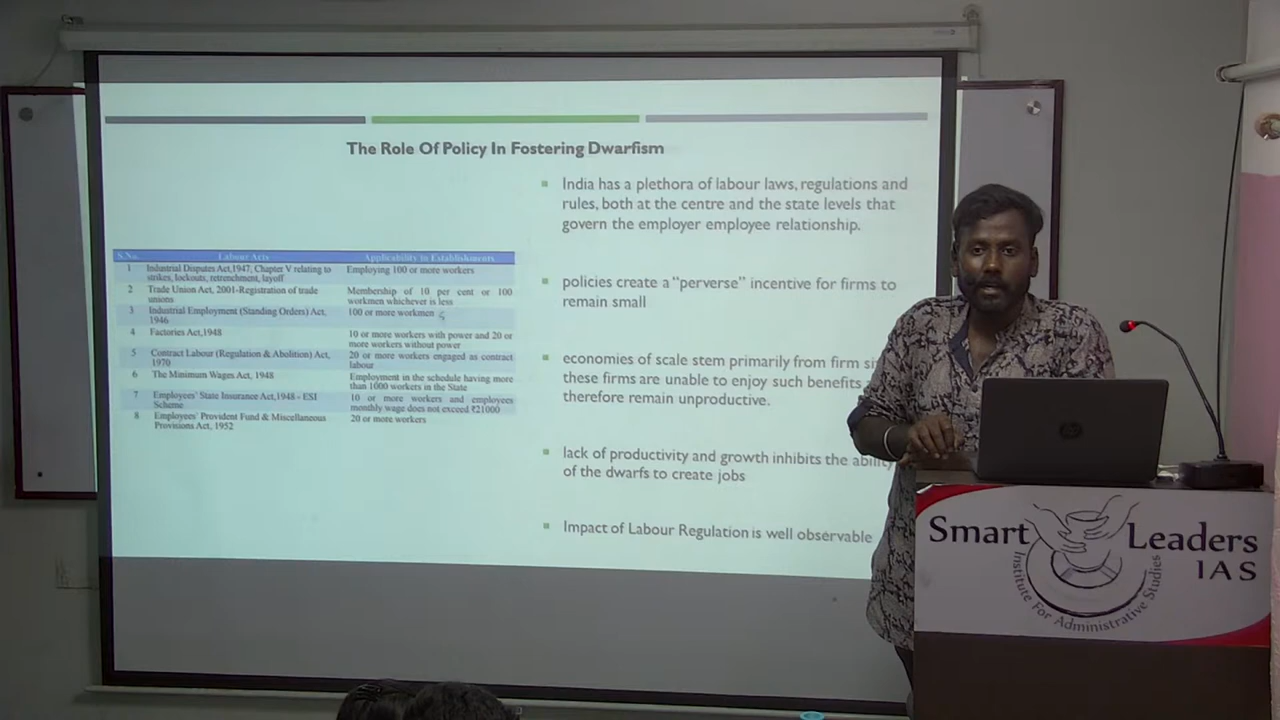 The Role Of Policy In Fostering Dwarfism
S.No. Labour Acts Applicability to Establishments
1 Industrial Disputes Act,1947, Chapter V relating to Employing 100 or more workers
strikes, lockouts, retrenchment, layoff
2 Trade Union Act, 2001-Registration of trade Membership of 10 per cent or 100
unions workmen whichever is less
3 Industrial Employment (Standing Orders) Act, 100 or more workmen
1946
4 Factories Act,1948 10 or more workers with power and 20 or
more workers without power
5 Contract Labour (Regulation & Abolition) Act, 20 or more workers engaged as contract
1970 labour
6 The Minimum Wages Act, 1948 Employment in the schedule having more
than 1000 workers in the State
7 Employees' State Insurance Act,1948 - ESI 10 or more workers and employees
Scheme monthly wage does not exceed ₹21000
8 Employees' Provident Fund & Miscellaneous 20 or more workers
Provisions Act, 1952
India has a plethora of labour laws, regulations and
rules, both at the centre and the state levels that
govern the employer employee relationship.
policies create a "perverse" incentive for firms to
remain small
economies of scale stem primarily from firm
these firms are unable to enjoy such benefits
therefore remain unproductive.
lack of productivity and growth inhibits the ability
of the dwarfs to create jobs
Impact of Labour Regulation is well observable
hp
Smart Leaders
IAS
Institute For Administrative Studies